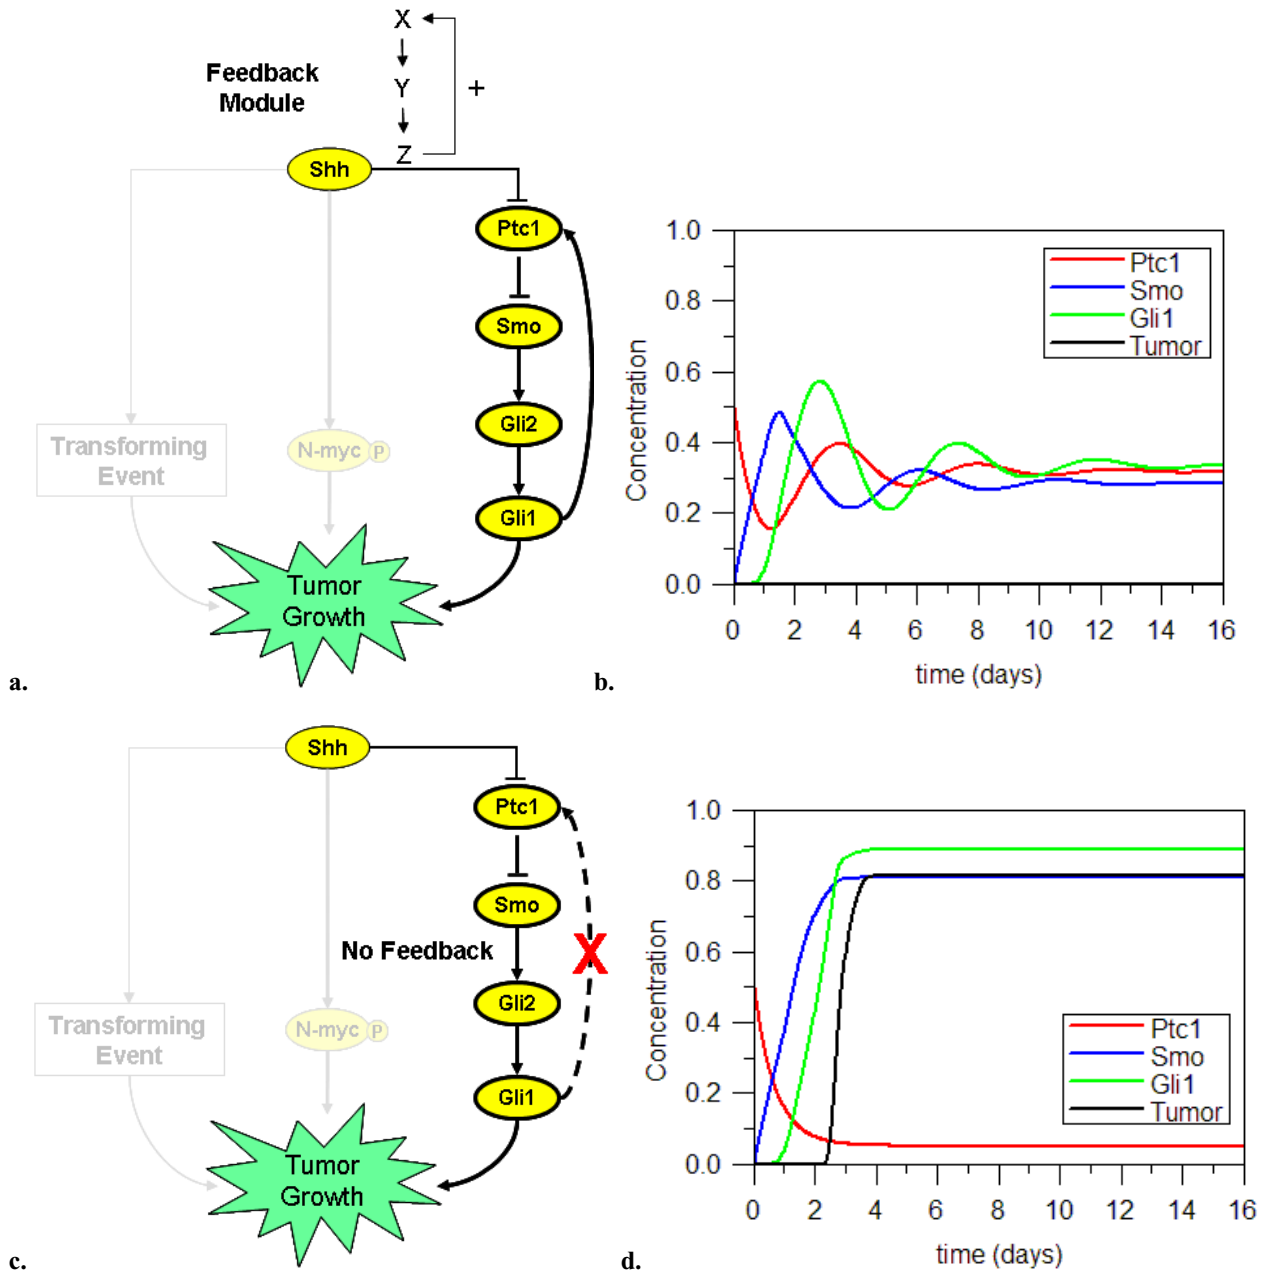 X
Feedback
Module
Y
+
Z
Shh
Ptc1
Smo
Gli2
Gli1
Transforming
Event
N-myc P
Tumor
Growth
a.
1.0
0.8
0.6
0.4
0.2
0.0
Concentration
Ptc1
Smo
Gli1
Tumor
0 2 4 6 8 10 12 14 16
time (days)
b.
Shh
Ptc1
Smo
No Feedback
X
Gli2
Gli1
Transforming
Event
N-myc P
Tumor
Growth
c.
1.0
0.8
0.6
0.4
0.2
0.0
Concentration
Ptc1
Smo
Gli1
Tumor
0 2 4 6 8 10 12 14 16
time (days)
d.